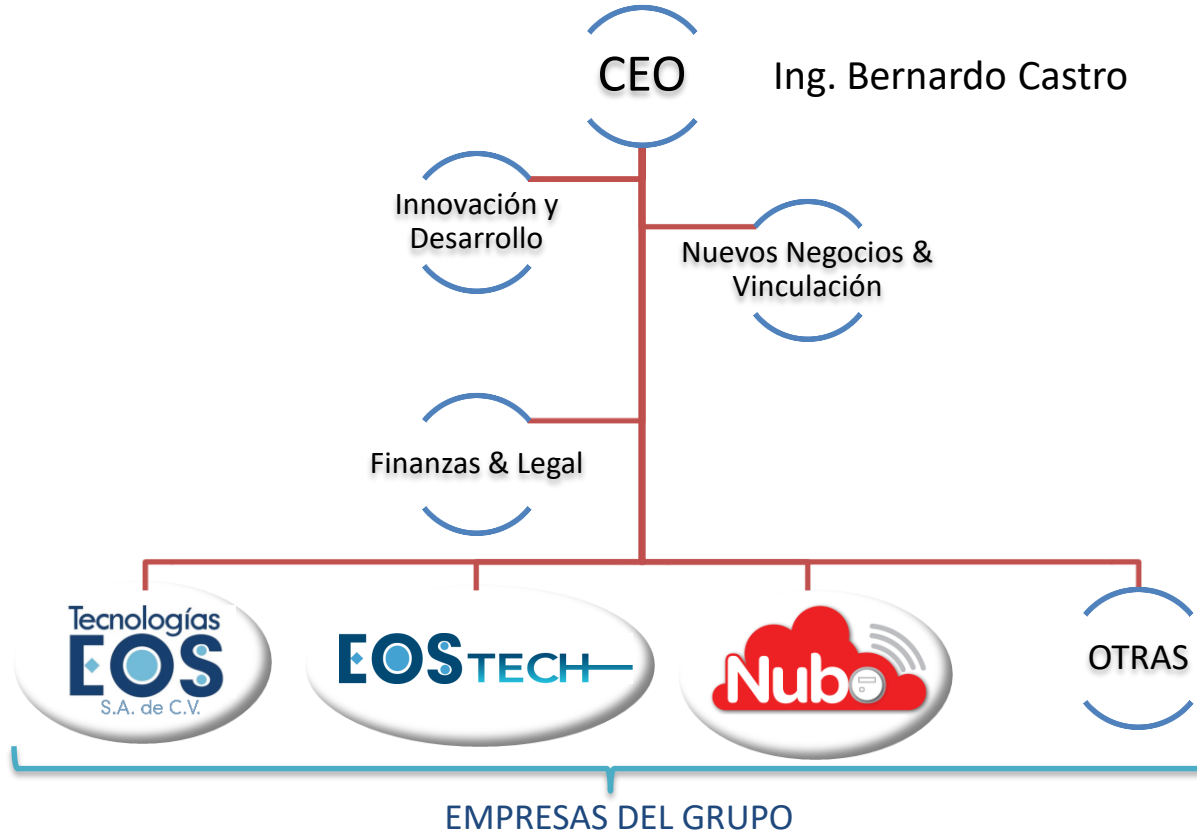 CEO
Ing. Bernardo Castro
Innovación y
Desarrollo
Nuevos Negocios &
Vinculación
Finanzas & Legal
Tecnologías
EOS
S.A. de C.V.
EOSTECH
Nubo
OTRAS
EMPRESAS DEL GRUPO